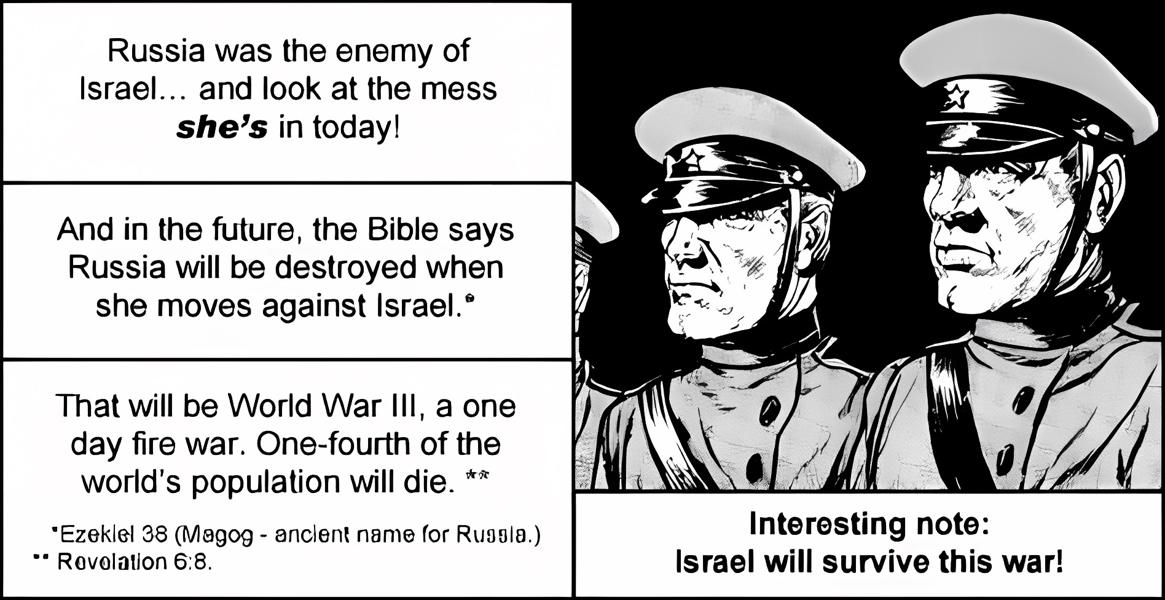 Russia was the enemy of
Israel... and look at the mess
she's in today!
And in the future, the Bible says
Russia will be destroyed when
she moves against Israel.*
That will be World War III, a one
day fire war. One-fourth of the
world's population will die. **
*Ezekiel 38 (Magog - ancient name for Russia.)
** Revelation 6:8.
Interesting note:
Israel will survive this war!